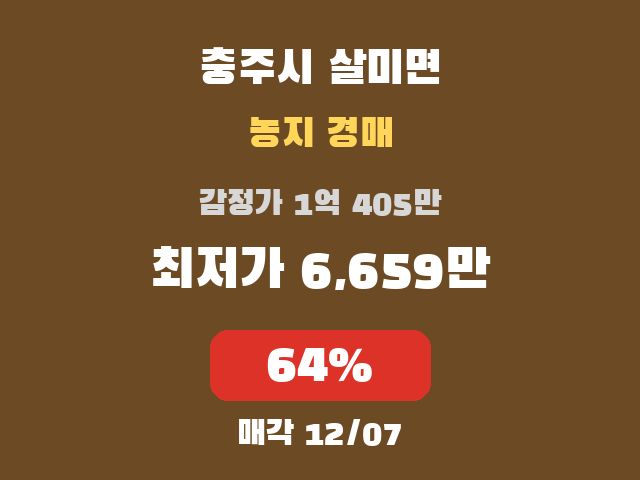 충주시 살미면
농지 경매
감정가 1억 405만
최저가 6,659만
64%
매각 12/07